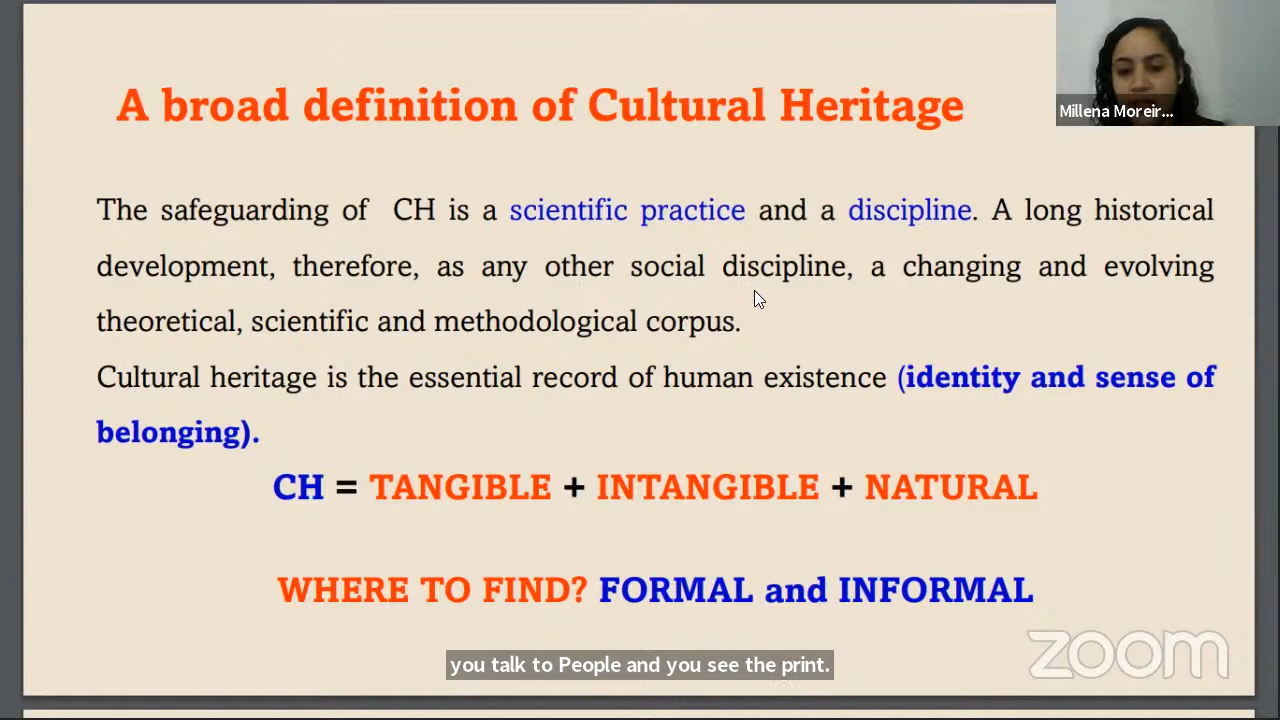 A broad definition of Cultural Heritage
Millena Moreir...
The safeguarding of CH is a scientific practice and a discipline. A long historical
development, therefore, as any other social discipline, a changing and evolving
theoretical, scientific and methodological corpus.
Cultural heritage is the essential record of human existence (identity and sense of
belonging).
CH = TANGIBLE + INTANGIBLE + NATURAL
WHERE TO FIND? FORMAL and INFORMAL
zoom
you talk to People and you see the print.